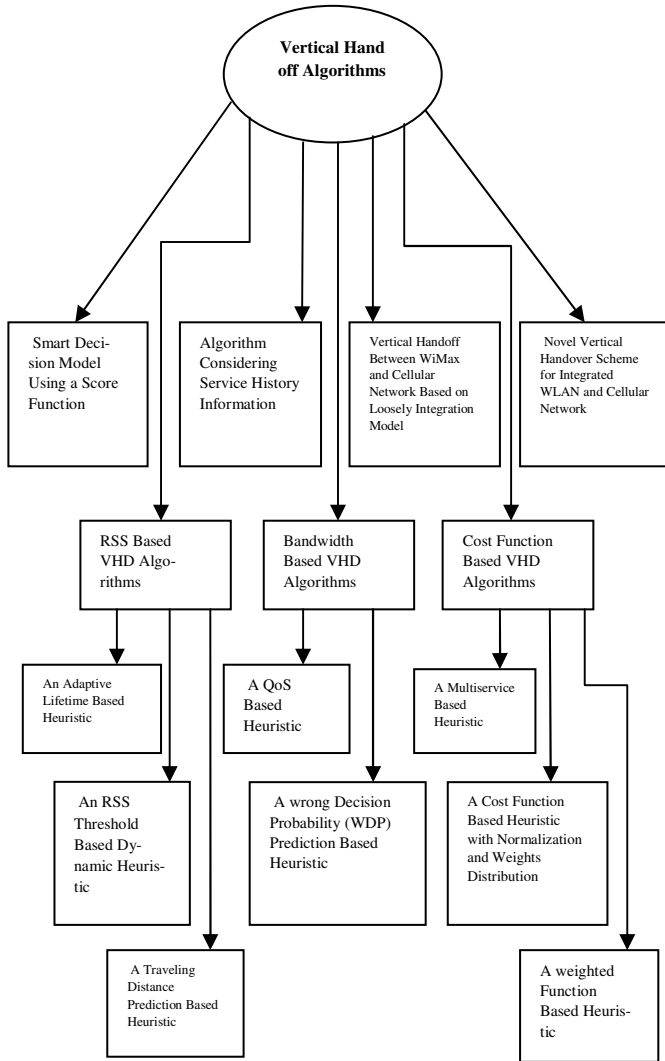 Vertical Hand
off Algorithms
Smart Deci-
sion Model
Using a Score
Function
Algorithm
Considering
Service History
Information
Vertical Handoff
Between WiMax
and Cellular
Network Based on
Loosely Integration
Model
Novel Vertical
Handover Scheme
for Integrated
WLAN and Cellular
Network
RSS Based
VHD Algo-
rithms
Bandwidth
Based VHD
Algorithms
Cost Function
Based VHD
Algorithms
An Adaptive
Lifetime Based
Heuristic
A QoS
Based
Heuristic
A Multiservice
Based
Heuristic
An RSS
Threshold
Based Dy-
namic Heuris-
tic
A wrong Decision
Probability (WDP)
Prediction Based
Heuristic
A Cost Function
Based Heuristic
with Normalization
and Weights
Distribution
A Traveling
Distance
Prediction Based
Heuristic
A weighted
Function
Based Heuris-
tic